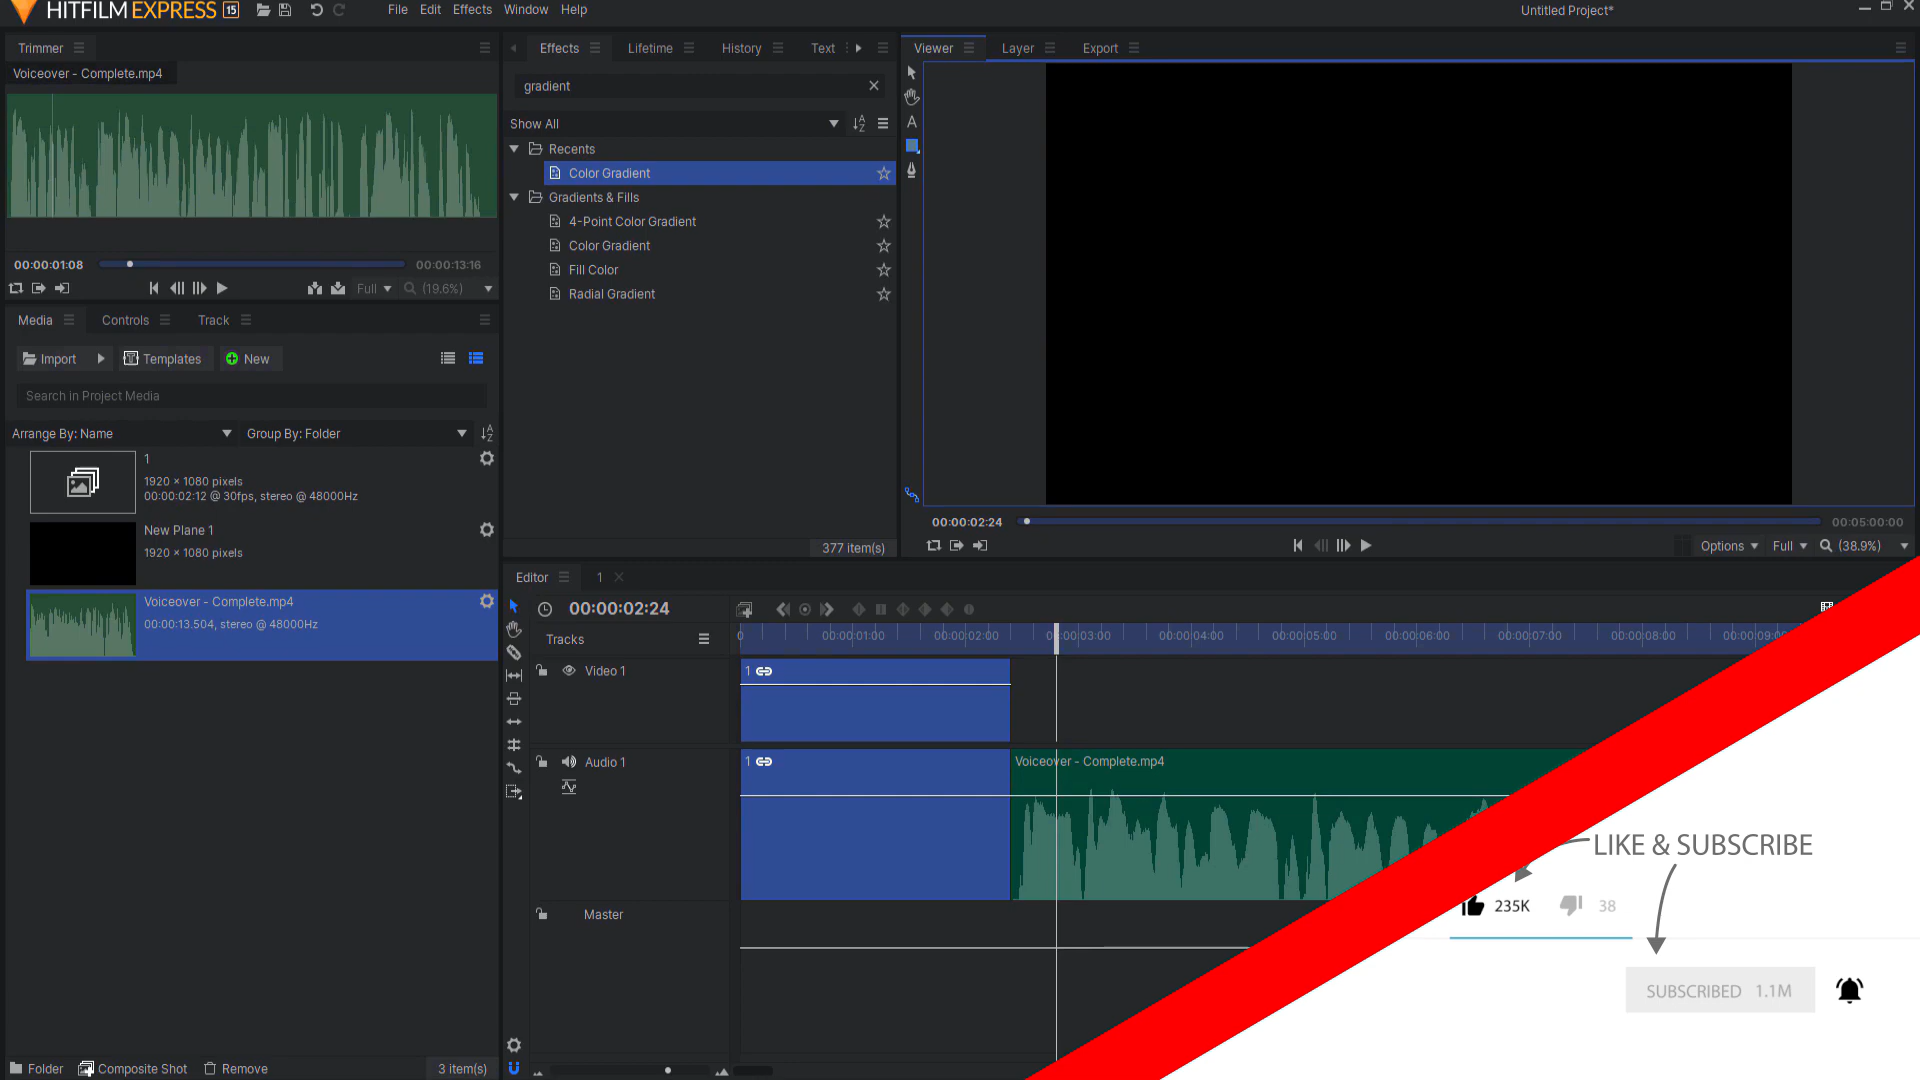 HITFILM EXPRESS 15
File Edit Effects Window Help
Untitled Project*
Trimmer
Voiceover - Complete.mp4
00:00:01:08
00:00:13:16
Full
(19.6%)
Media Controls Track
Import Templates New
Search in Project Media
Arrange By: Name Group By: Folder
1
1920 × 1080 pixels
00:00:02:12 @ 30fps, stereo @ 48000Hz
New Plane 1
1920 × 1080 pixels
Voiceover - Complete.mp4
00:00:13.504, stereo @ 48000Hz
Folder Composite Shot Remove 3 item(s)
Effects Lifetime History Text
gradient
Show All
Recents
Color Gradient
Gradients & Fills
4-Point Color Gradient
Color Gradient
Fill Color
Radial Gradient
377 item(s)
Viewer Layer Export
00:00:02:24
00:05:00:00
Options Full (38.9%)
Editor 1
00:00:02:24
Tracks
0 00:00:01:00 00:00:02:00 00:00:03:00 00:00:04:00 00:00:05:00 00:00:06:00 00:00:07:00 00:00:08:00 00:00:09:
Video 1
1
Audio 1
1
Voiceover - Complete.mp4
Master
LIKE & SUBSCRIBE
235K 38
SUBSCRIBED 1.1M